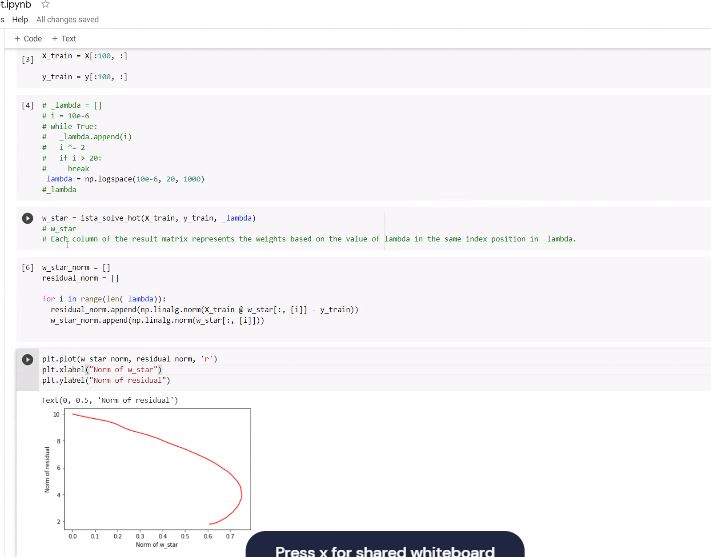 t.ipynb ☆
s Help All changes saved
+ Code + Text
[3] X_train = X[:100, :]
y_train = y[:100, :]
[4] # _lambda = []
# i = 10e-6
# while True:
# _lambda.append(i)
# i *= 2
# if i > 20:
# break
_lambda = np.logspace(10e-6, 20, 1000)
#_lambda
w_star = ista_solve_hot(X_train, y_train, _lambda)
# w_star
# Each column of the result matrix represents the weights based on the value of lambda in the same index position in _lambda.
[6] w_star_norm = []
residual_norm = []
for i in range(len(_lambda)):
residual_norm.append(np.linalg.norm(X_train @ w_star[:, [i]] - y_train))
w_star_norm.append(np.linalg.norm(w_star[:, [i]]))
plt.plot(w_star_norm, residual_norm, 'r')
plt.xlabel("Norm of w_star")
plt.ylabel("Norm of residual")
Text(0, 0.5, 'Norm of residual')
10
8
6
4
2
Norm of residual
0.0 0.1 0.2 0.3 0.4 0.5 0.6 0.7
Norm of w_star
Press x for shared whiteboard